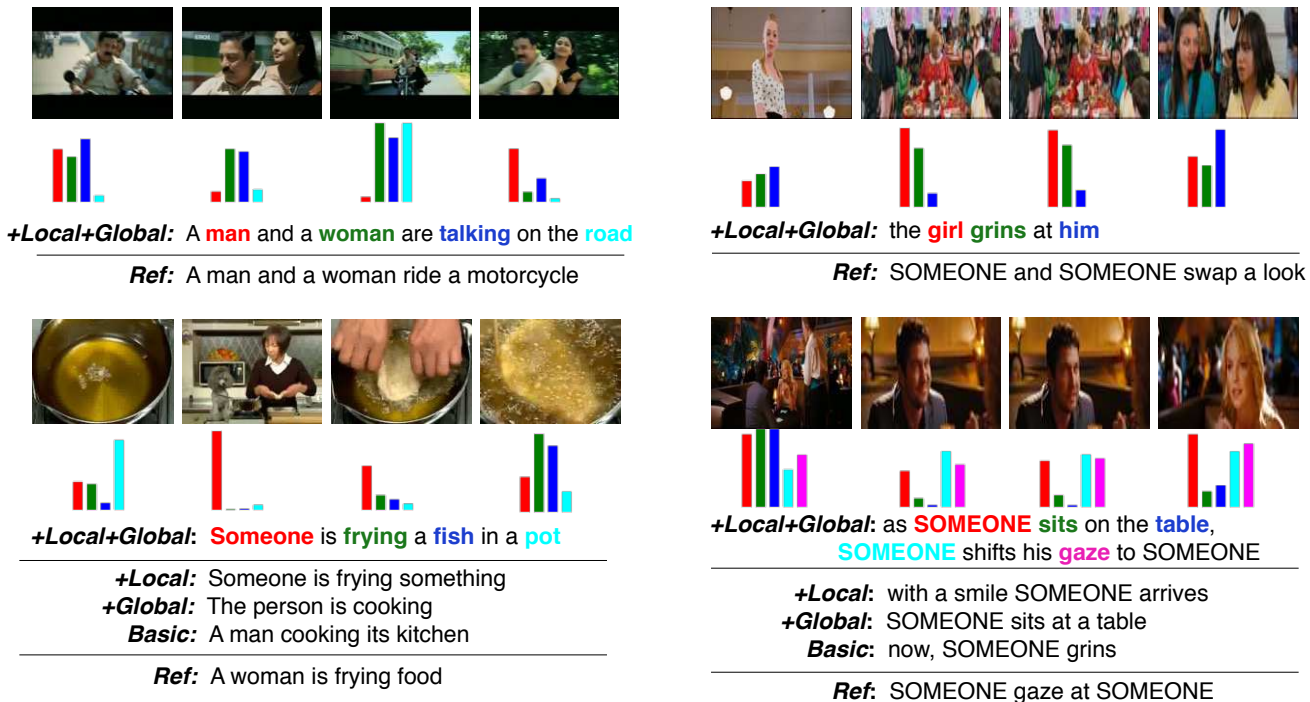 EROS
EROS
EROS
EROS
+Local+Global: A man and a woman are talking on the road
Ref: A man and a woman ride a motorcycle
+Local+Global: the girl grins at him
Ref: SOMEONE and SOMEONE swap a look
+Local+Global: Someone is frying a fish in a pot
+Local: Someone is frying something
+Global: The person is cooking
Basic: A man cooking its kitchen
Ref: A woman is frying food
+Local+Global: as SOMEONE sits on the table,
SOMEONE shifts his gaze to SOMEONE
+Local: with a smile SOMEONE arrives
+Global: SOMEONE sits at a table
Basic: now, SOMEONE grins
Ref: SOMEONE gaze at SOMEONE